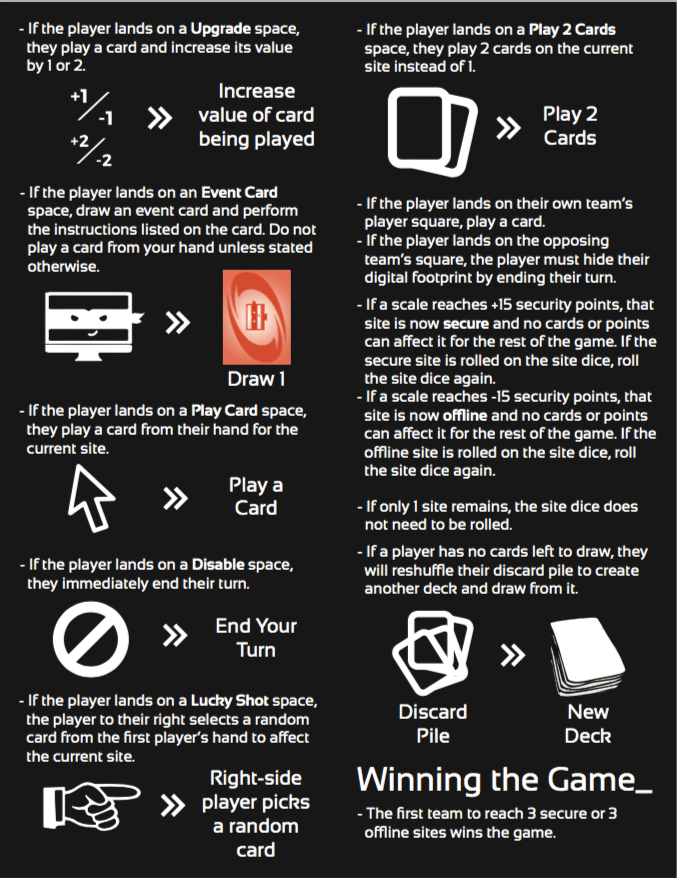 - If the player lands on a Upgrade space,
they play a card and increase its value
by 1 or 2.
+1
-1
+2
-2
Increase
value of card
being played
- If the player lands on an Event Card
space, draw an event card and perform
the instructions listed on the card. Do not
play a card from your hand unless stated
otherwise.
Draw 1
- If the player lands on a Play Card space,
they play a card from their hand for the
current site.
Play a
Card
- If the player lands on a Disable space,
they immediately end their turn.
End Your
Turn
- If the player lands on a Lucky Shot space,
the player to their right selects a random
card from the first player's hand to affect
the current site.
Right-side
player picks
a random
card
- If the player lands on a Play 2 Cards
space, they play 2 cards on the current
site instead of 1.
Play 2
Cards
- If the player lands on their own team's
player square, play a card.
- If the player lands on the opposing
team's square, the player must hide their
digital footprint by ending their turn.
- If a scale reaches +15 security points, that
site is now secure and no cards or points
can affect it for the rest of the game. If the
secure site is rolled on the site dice, roll
the site dice again.
- If a scale reaches -15 security points, that
site is now offline and no cards or points
can affect it for the rest of the game. If the
offline site is rolled on the site dice, roll
the site dice again.
- If only 1 site remains, the site dice does
not need to be rolled.
- If a player has no cards left to draw, they
will reshuffle their discard pile to create
another deck and draw from it.
Discard
Pile
New
Deck
Winning the Game_
- The first team to reach 3 secure or 3
offline sites wins the game.